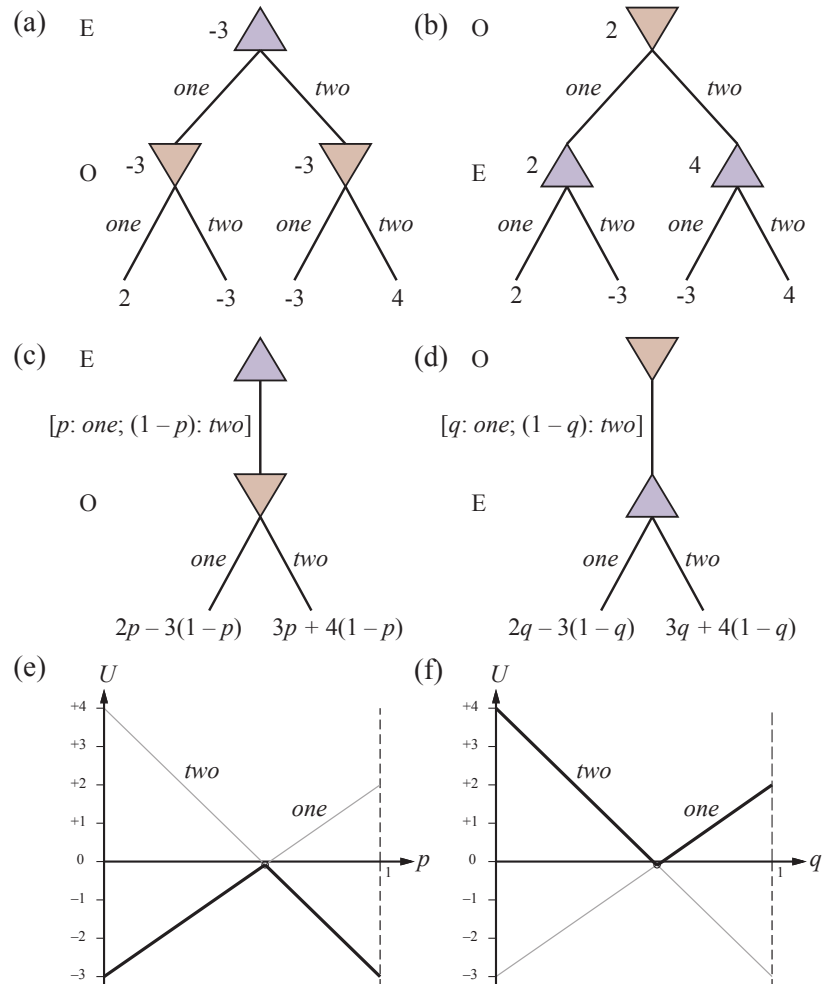 (a) E -3 (b) O 2
one two one two
O -3 -3 E 2 4
one two one two one two one two
2 -3 -3 4 2 -3 -3 4
(c) E (d) O
[p: one; (1 – p): two] [q: one; (1 – q): two]
O E
one two one two
2p – 3(1 – p) 3p + 4(1 – p) 2q – 3(1 – q) 3q + 4(1 – q)
(e) U (f) U
+4 +4
+3 two +3 two
+2 one +2 one
+1 +1
0 1 p 0 1 q
–1 –1
–2 –2
–3 –3